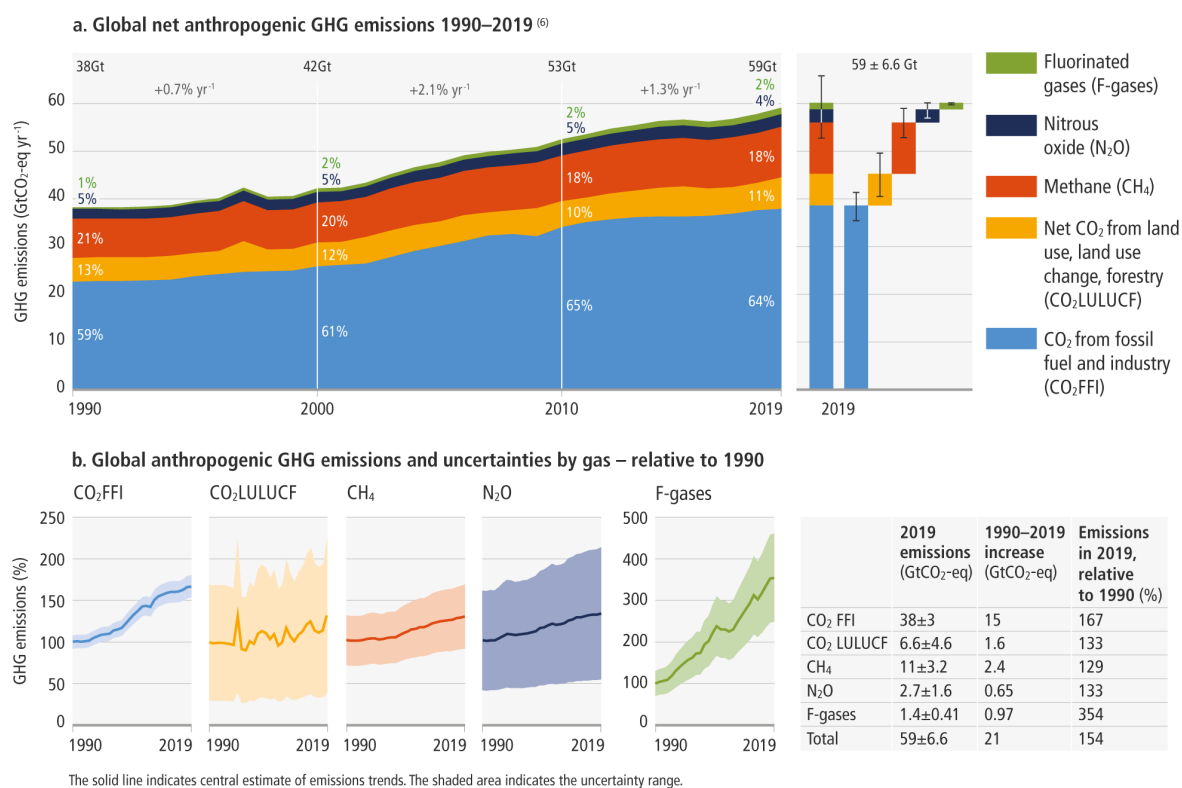 a. Global net anthropogenic GHG emissions 1990–2019 (6)
38Gt 42Gt 53Gt 59Gt
+0.7% yr-1 +2.1% yr-1 +1.3% yr-1
GHG emissions (GtCO2-eq yr-1)
60
50
40
30
20
10
0
1%
5%
21%
13%
59%
2%
5%
20%
12%
61%
2%
5%
18%
10%
65%
2%
4%
18%
11%
64%
1990 2000 2010 2019
59 ± 6.6 Gt
2019
Fluorinated
gases (F-gases)
Nitrous
oxide (N2O)
Methane (CH4)
Net CO2 from land
use, land use
change, forestry
(CO2LULUCF)
CO2 from fossil
fuel and industry
(CO2FFI)
b. Global anthropogenic GHG emissions and uncertainties by gas – relative to 1990
CO2FFI CO2LULUCF CH4 N2O F-gases
GHG emissions (%)
250
200
150
100
50
0
500
400
300
200
100
0
1990 2019 1990 2019 1990 2019 1990 2019 1990 2019
2019
emissions
(GtCO2-eq)
1990–2019
increase
(GtCO2-eq)
Emissions
in 2019,
relative
to 1990 (%)
CO2 FFI 38±3 15 167
CO2 LULUCF 6.6±4.6 1.6 133
CH4 11±3.2 2.4 129
N2O 2.7±1.6 0.65 133
F-gases 1.4±0.41 0.97 354
Total 59±6.6 21 154
The solid line indicates central estimate of emissions trends. The shaded area indicates the uncertainty range.